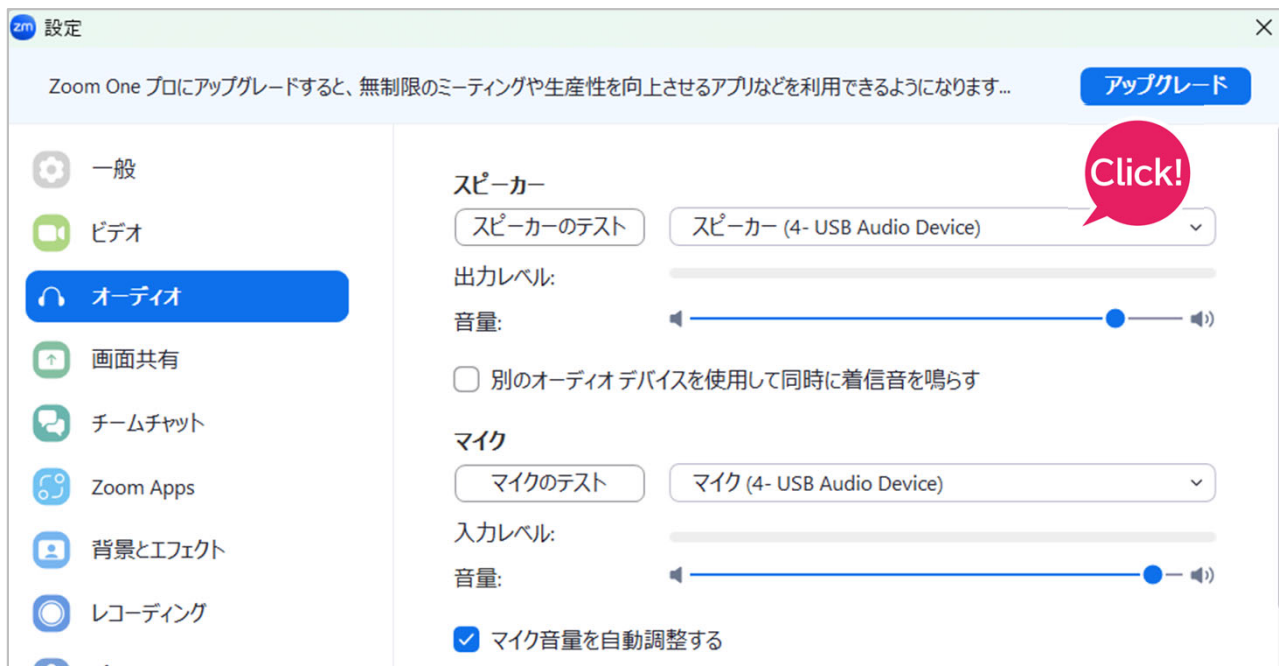 zm 設定
Zoom One プロにアップグレードすると、無制限のミーティングや生産性を向上させるアプリなどを利用できるようになります...
アップグレード
Click!
一般
ビデオ
オーディオ
画面共有
チームチャット
Zoom Apps
背景とエフェクト
レコーディング
スピーカー
スピーカーのテスト スピーカー (4- USB Audio Device)
出力レベル:
音量:
別のオーディオ デバイスを使用して同時に着信音を鳴らす
マイク
マイクのテスト マイク (4- USB Audio Device)
入力レベル:
音量:
マイク音量を自動調整する